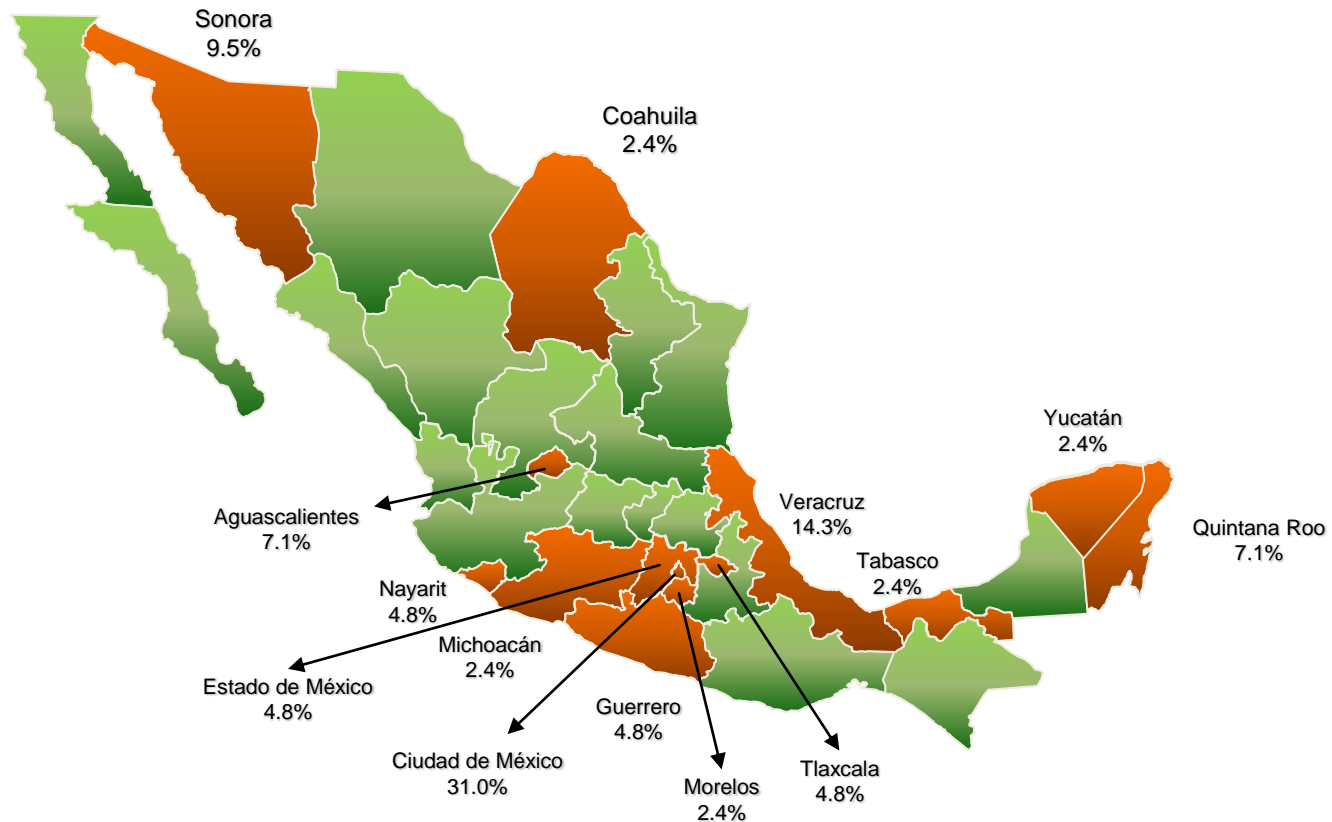 Sonora
9.5%
Coahuila
2.4%
Yucatán
2.4%
Veracruz
14.3%
Quintana Roo
7.1%
Aguascalientes
7.1%
Tabasco
2.4%
Nayarit
4.8%
Michoacán
2.4%
Estado de México
4.8%
Guerrero
4.8%
Ciudad de México
31.0%
Tlaxcala
4.8%
Morelos
2.4%